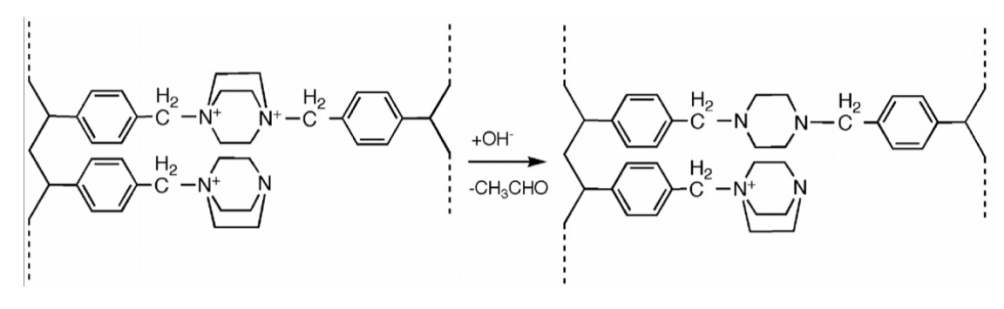 H2 H2 H2 H2
C N+ N+ C C N N C
+OH-
H2 H2
C N+ N C N+ N
-CH3CHO